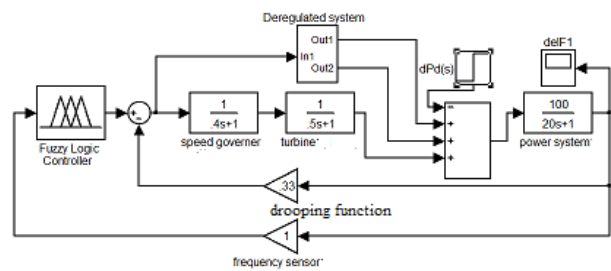 Deregulated system
In1
Out1
Out2
dPd(s)
delF1
Fuzzy Logic
Controller
+
-
1
.4s+1
speed governer
1
.5s+1
turbine
-
+
+
+
100
20s+1
power system
.33
drooping function
1
frequency sensor